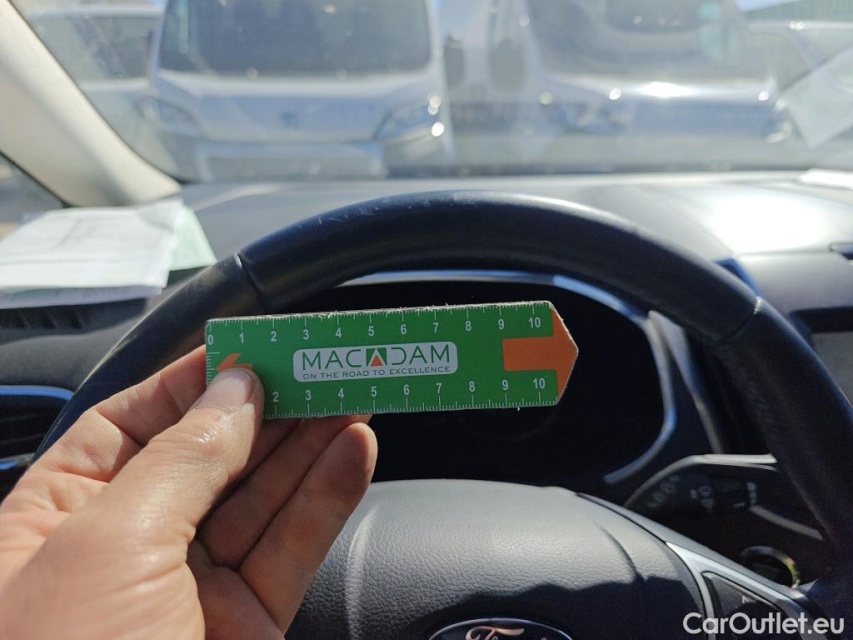 0 1 2 3 4 5 6 7 8 9 10
MACADAM
ON THE ROAD TO EXCELLENCE
2 3 4 5 6 7 8 9 10
Ford
CarOutlet.eu